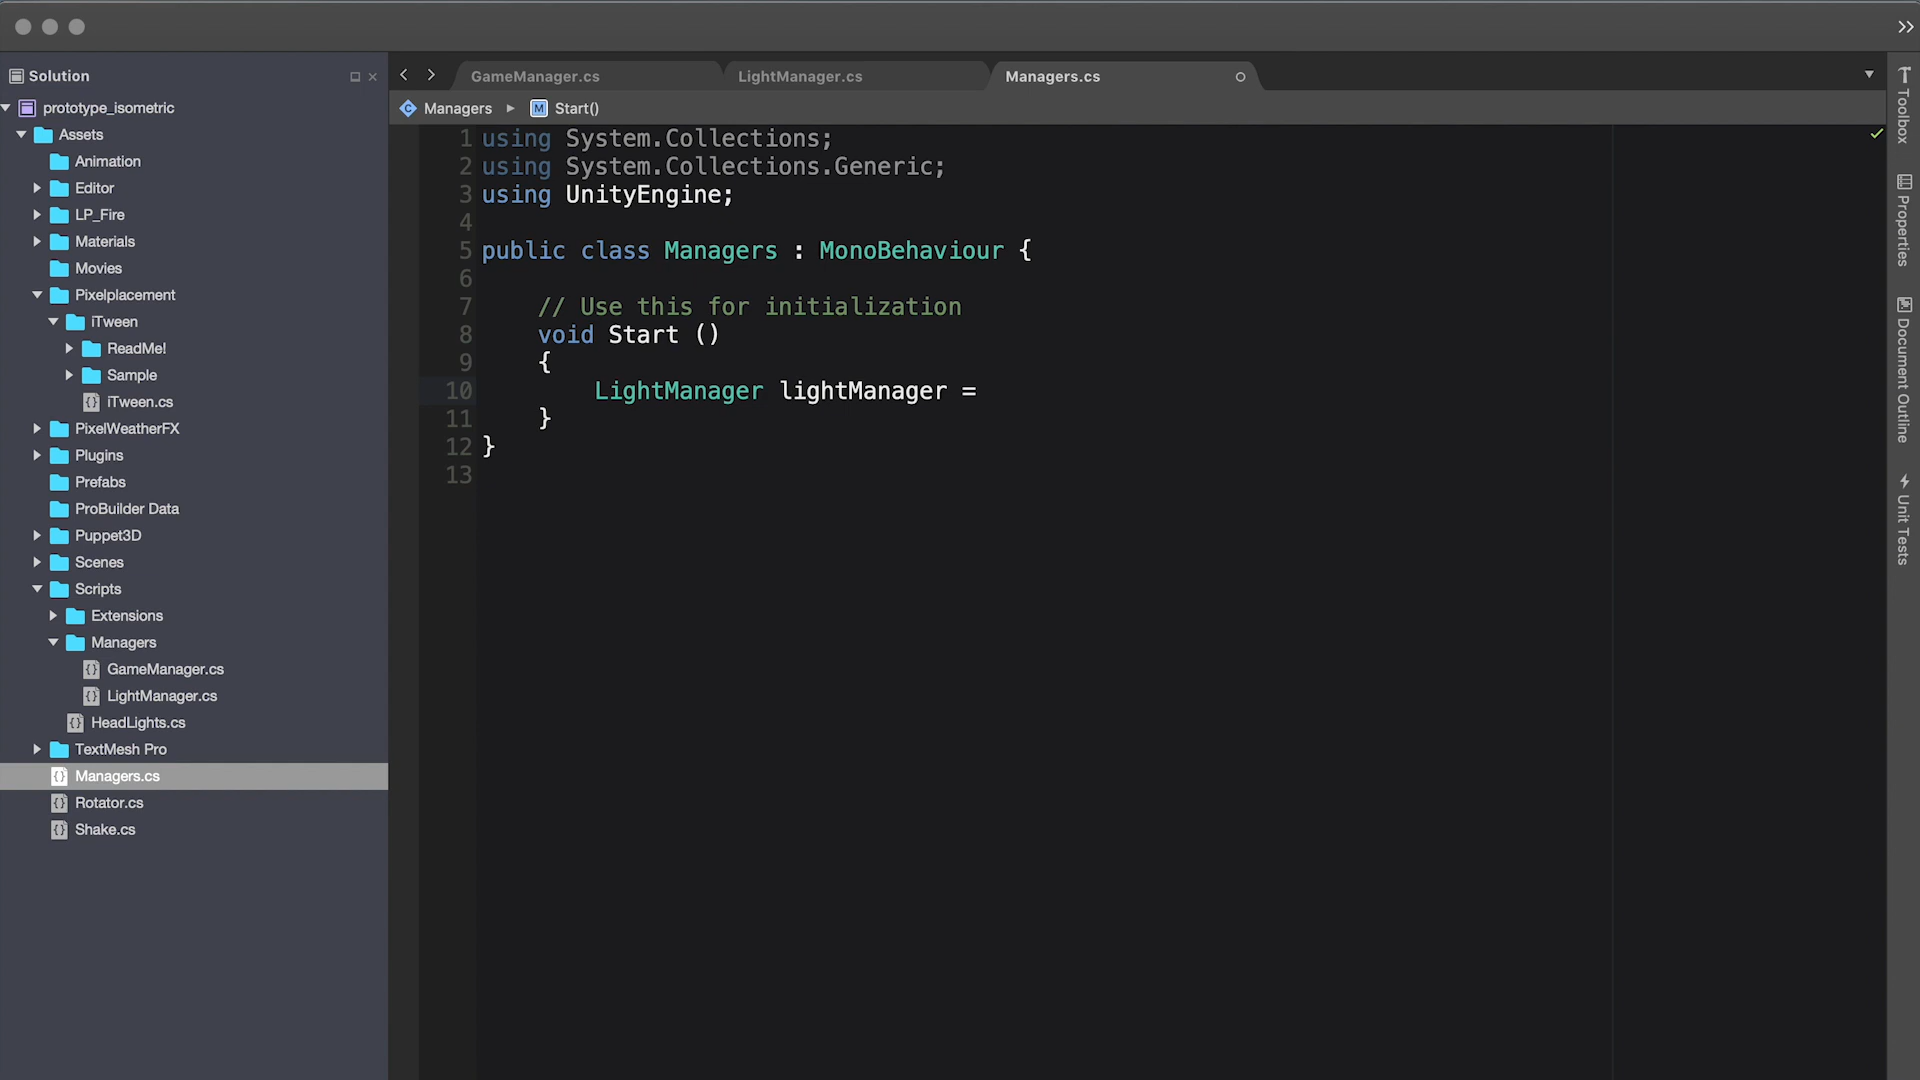 Solution
prototype_isometric
Assets
Animation
Editor
LP_Fire
Materials
Movies
Pixelplacement
iTween
ReadMe!
Sample
iTween.cs
PixelWeatherFX
Plugins
Prefabs
ProBuilder Data
Puppet3D
Scenes
Scripts
Extensions
Managers
GameManager.cs
LightManager.cs
HeadLights.cs
TextMesh Pro
Managers.cs
Rotator.cs
Shake.cs
GameManager.cs LightManager.cs Managers.cs
Managers Start()
1 using System.Collections;
2 using System.Collections.Generic;
3 using UnityEngine;
4
5 public class Managers : MonoBehaviour {
6
7 // Use this for initialization
8 void Start ()
9 {
10 LightManager lightManager =
11 }
12 }
13
Toolbox
Properties
Document Outline
Unit Tests